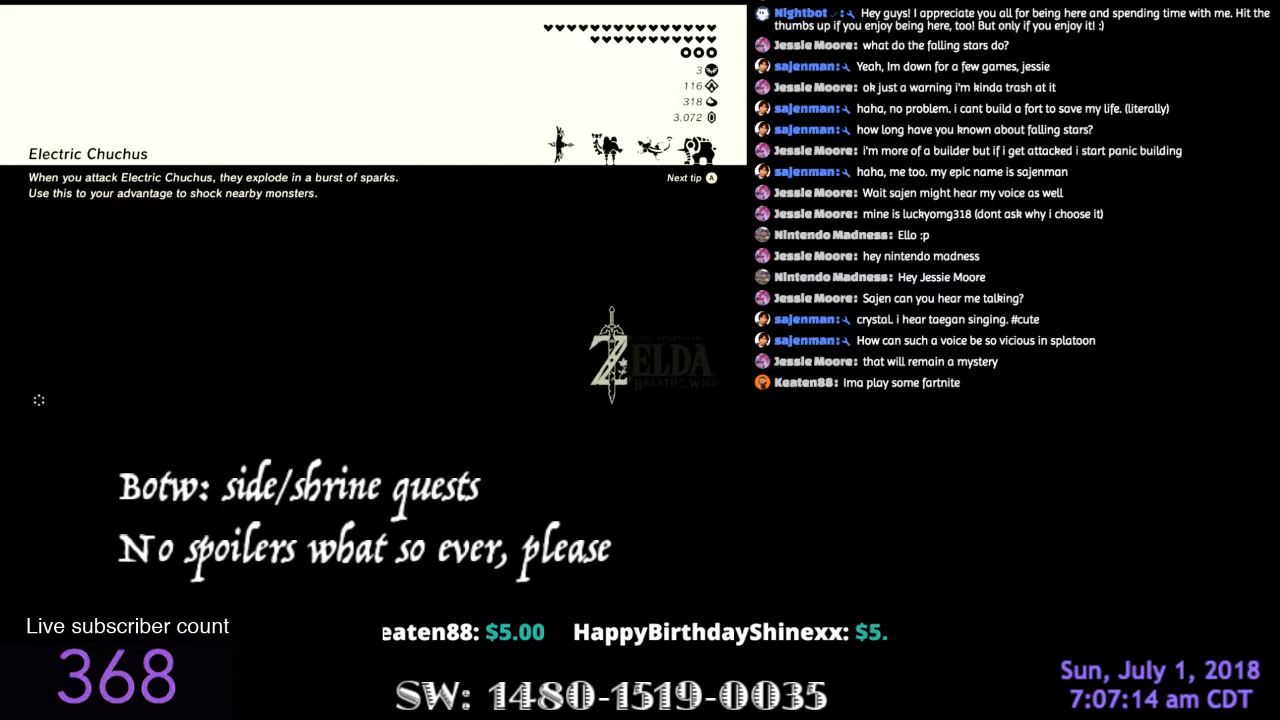 3
116
318
3,072
Electric Chuchus
When you attack Electric Chuchus, they explode in a burst of sparks.
Use this to your advantage to shock nearby monsters.
Next tip A
THE LEGEND OF
ZELDA
BREATH OF THE WILD
Botw: side/shrine quests
No spoilers what so ever, please
Live subscriber count
368
eaten88: $5.00 HappyBirthdayShinexx: $5.
SW: 1480-1519-0035
Nightbot: Hey guys! I appreciate you all for being here and spending time with me. Hit the
thumbs up if you enjoy being here, too! But only if you enjoy it! :)
Jessie Moore: what do the falling stars do?
sajenman: Yeah, Im down for a few games, jessie
Jessie Moore: ok just a warning i'm kinda trash at it
sajenman: haha, no problem. i cant build a fort to save my life. (literally)
sajenman: how long have you known about falling stars?
Jessie Moore: i'm more of a builder but if i get attacked i start panic building
sajenman: haha, me too. my epic name is sajenman
Jessie Moore: Wait sajen might hear my voice as well
Jessie Moore: mine is luckyomg318 (dont ask why i choose it)
Nintendo Madness: Ello :p
Jessie Moore: hey nintendo madness
Nintendo Madness: Hey Jessie Moore
Jessie Moore: Sajen can you hear me talking?
sajenman: crystal. i hear taegan singing. #cute
sajenman: How can such a voice be so vicious in splatoon
Jessie Moore: that will remain a mystery
Keaten88: Ima play some fartnite
Sun, July 1, 2018
7:07:14 am CDT